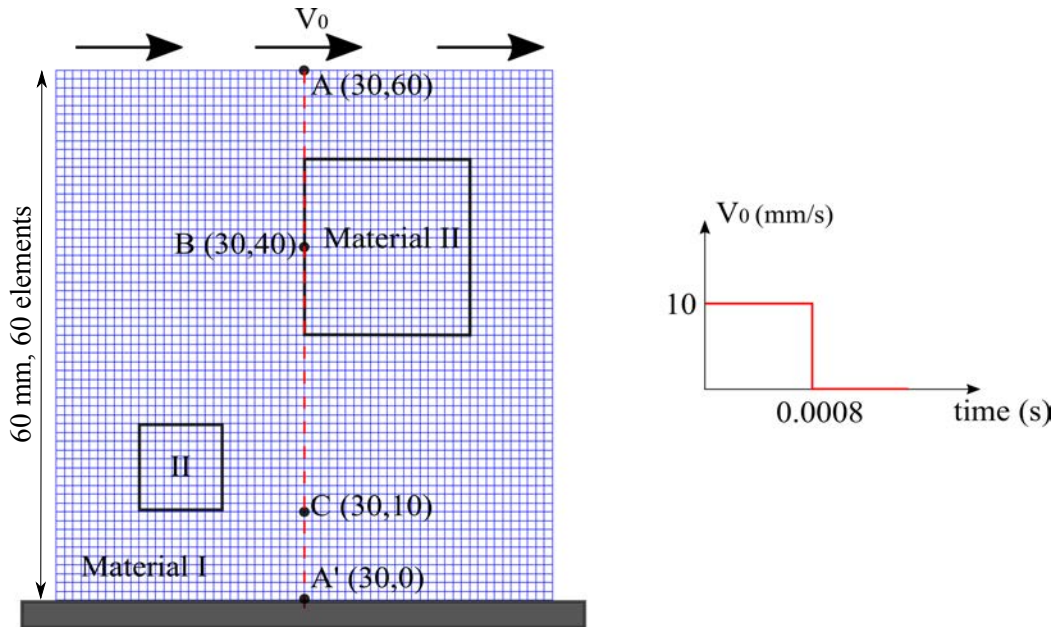 V₀
A (30,60)
60 mm, 60 elements
B (30,40)
Material II
II
C (30,10)
Material I
A' (30,0)
V₀ (mm/s)
10
0.0008
time (s)